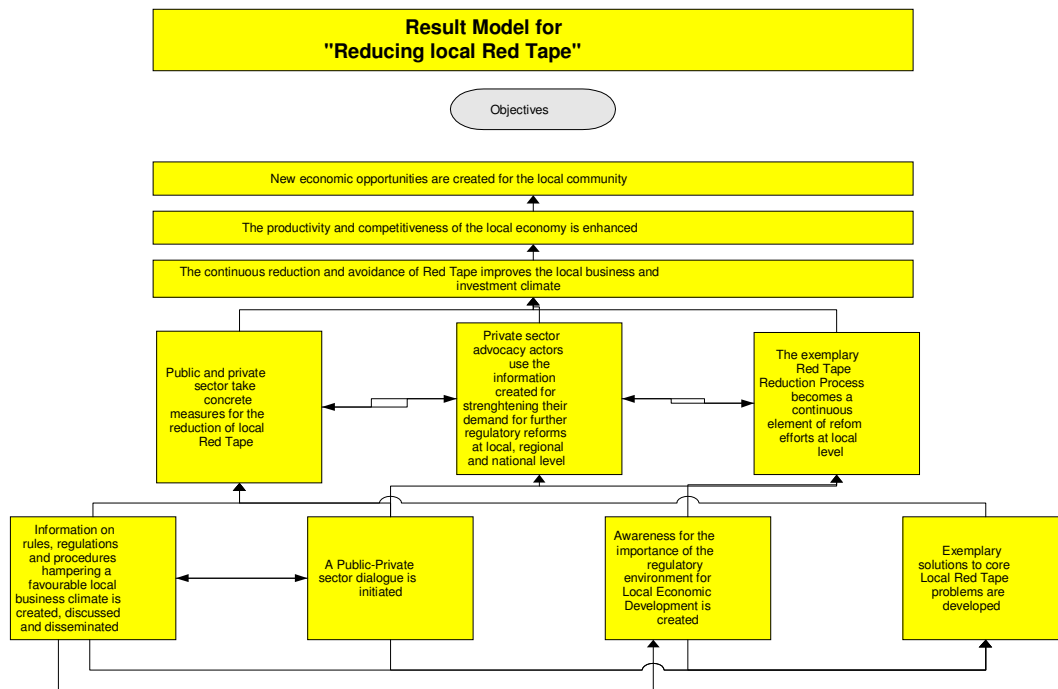 Result Model for
"Reducing local Red Tape"
Objectives
New economic opportunities are created for the local community
The productivity and competitiveness of the local economy is enhanced
The continuous reduction and avoidance of Red Tape improves the local business and
investment climate
Public and private
sector take
concrete
measures for the
reduction of local
Red Tape
Private sector
advocacy actors
use the
information
created for
strenghtening their
demand for further
regulatory reforms
at local, regional
and national level
The exemplary
Red Tape
Reduction Process
becomes a
continuous
element of refom
efforts at local
level
Information on
rules, regulations
and procedures
hampering a
favourable local
business climate is
created, discussed
and disseminated
A Public-Private
sector dialogue is
initiated
Awareness for the
importance of the
regulatory
environment for
Local Economic
Development is
created
Exemplary
solutions to core
Local Red Tape
problems are
developed